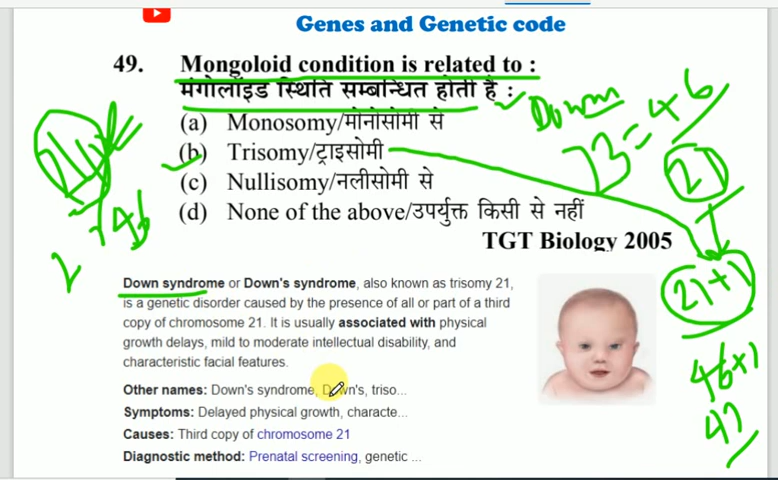 Genes and Genetic code
49. Mongoloid condition is related to :
मंगोलॉइड स्थिति सम्बन्धित होती है :
(a) Monosomy/मोनोसोमी से
(b) Trisomy/ट्राइसोमी
(c) Nullisomy/नलीसोमी से
(d) None of the above/उपर्युक्त किसी से नहीं
TGT Biology 2005
Down
23 = 46
21
21+1
46+1
47
46
Down syndrome or Down's syndrome, also known as trisomy 21,
is a genetic disorder caused by the presence of all or part of a third
copy of chromosome 21. It is usually associated with physical
growth delays, mild to moderate intellectual disability, and
characteristic facial features.
Other names: Down's syndrome, Down's, triso...
Symptoms: Delayed physical growth, characte...
Causes: Third copy of chromosome 21
Diagnostic method: Prenatal screening, genetic ...